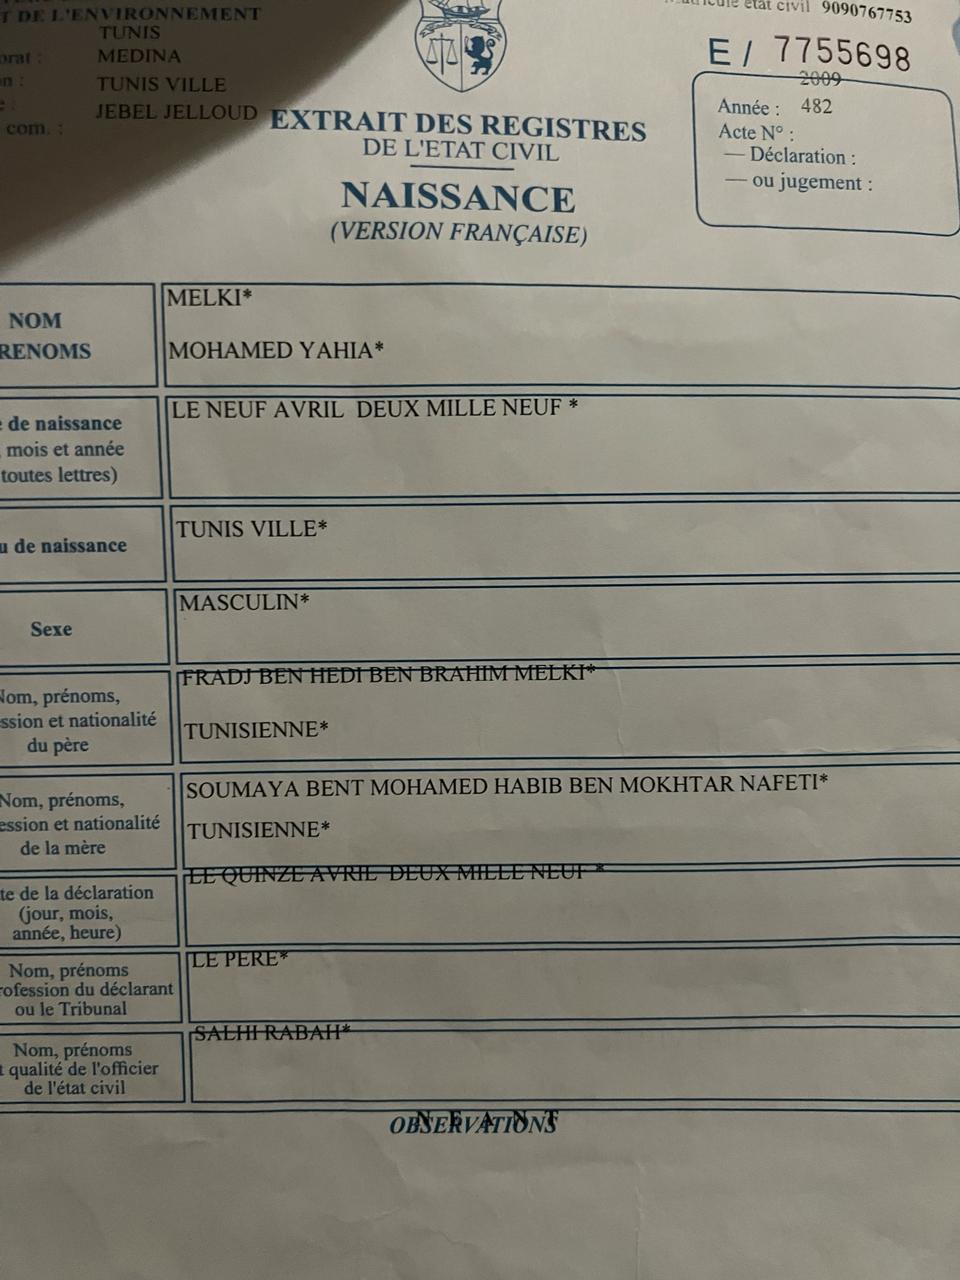 T DE L'ENVIRONNEMENT
TUNIS
orat : MEDINA
on : TUNIS VILLE
e : JEBEL JELLOUD
com. :
état civil 9090767753
E / 7755698
2009
Année : 482
Acte N° :
— Déclaration :
— ou jugement :
EXTRAIT DES REGISTRES
DE L'ETAT CIVIL
NAISSANCE
(VERSION FRANÇAISE)
NOM MELKI*
RENOMS MOHAMED YAHIA*
e de naissance LE NEUF AVRIL DEUX MILLE NEUF *
, mois et année
toutes lettres)
u de naissance TUNIS VILLE*
Sexe MASCULIN*
Nom, prénoms, FRADJ BEN HEDI BEN BRAHIM MELKI*
ssion et nationalité TUNISIENNE*
du père
Nom, prénoms, SOUMAYA BENT MOHAMED HABIB BEN MOKHTAR NAFETI*
ession et nationalité TUNISIENNE*
de la mère
te de la déclaration LE QUINZE AVRIL DEUX MILLE NEUF *
(jour, mois,
année, heure)
Nom, prénoms LE PERE*
rofession du déclarant
ou le Tribunal
Nom, prénoms SALHI RABAH*
t qualité de l'officier
de l'état civil
OBSERVATIONS
N E A N T